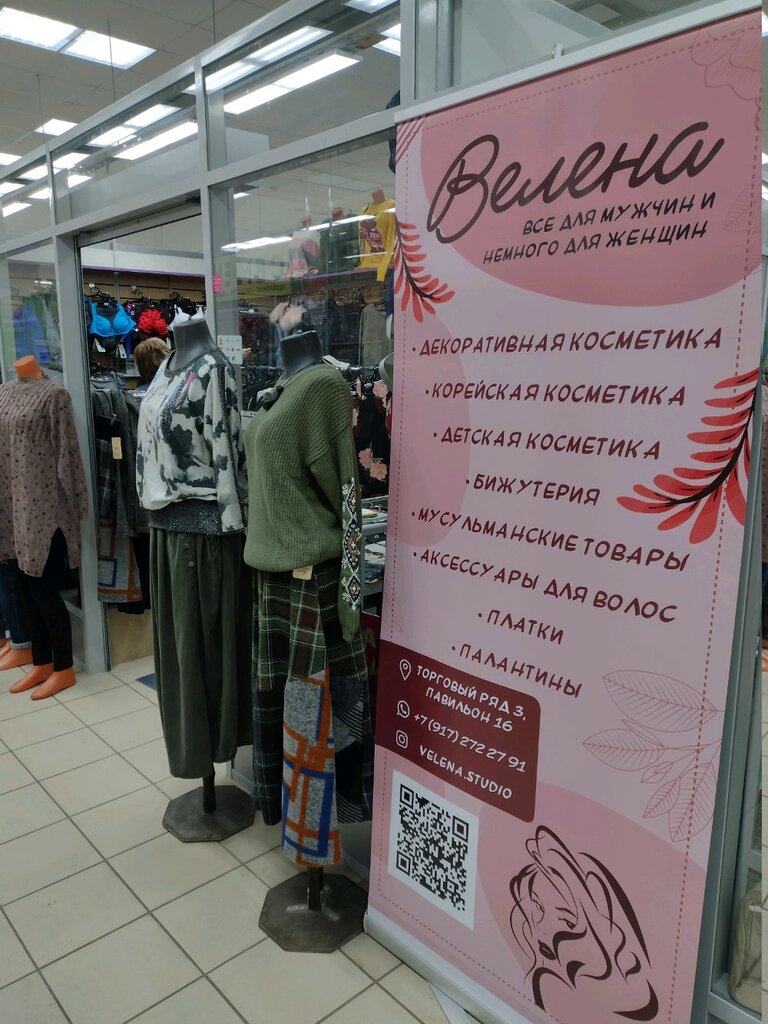 Велена
ВСЕ ДЛЯ МУЖЧИН И
НЕМНОГО ДЛЯ ЖЕНЩИН
• ДЕКОРАТИВНАЯ КОСМЕТИКА
• КОРЕЙСКАЯ КОСМЕТИКА
• ДЕТСКАЯ КОСМЕТИКА
• БИЖУТЕРИЯ
• МУСУЛЬМАНСКИЕ ТОВАРЫ
• АКСЕССУАРЫ ДЛЯ ВОЛОС
• ПЛАТКИ
• ПАЛАНТИНЫ
ТОРГОВЫЙ РЯД 3,
ПАВИЛЬОН 16
+7 (917) 272 27 91
VELENA.STUDIO